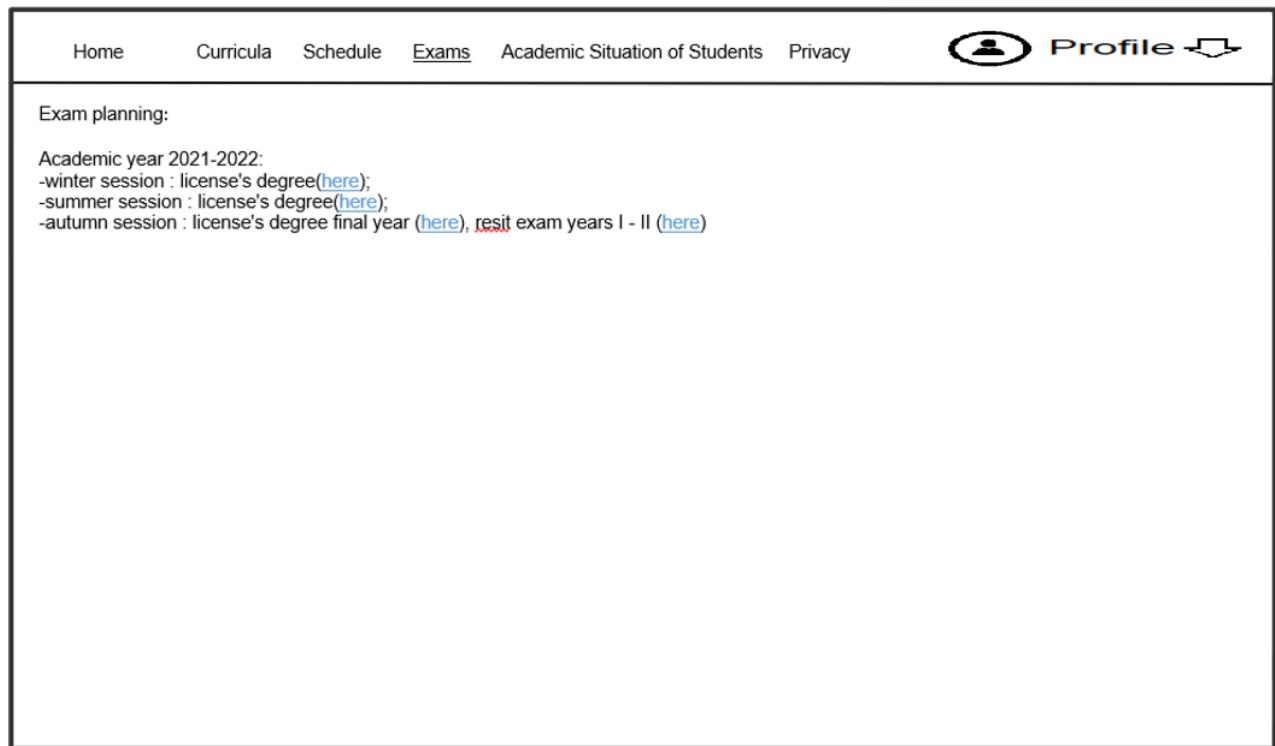 Home Curricula Schedule Exams Academic Situation of Students Privacy Profile
Exam planning:
Academic year 2021-2022:
-winter session : license's degree(here);
-summer session : license's degree(here);
-autumn session : license's degree final year (here), resit exam years I - II (here)